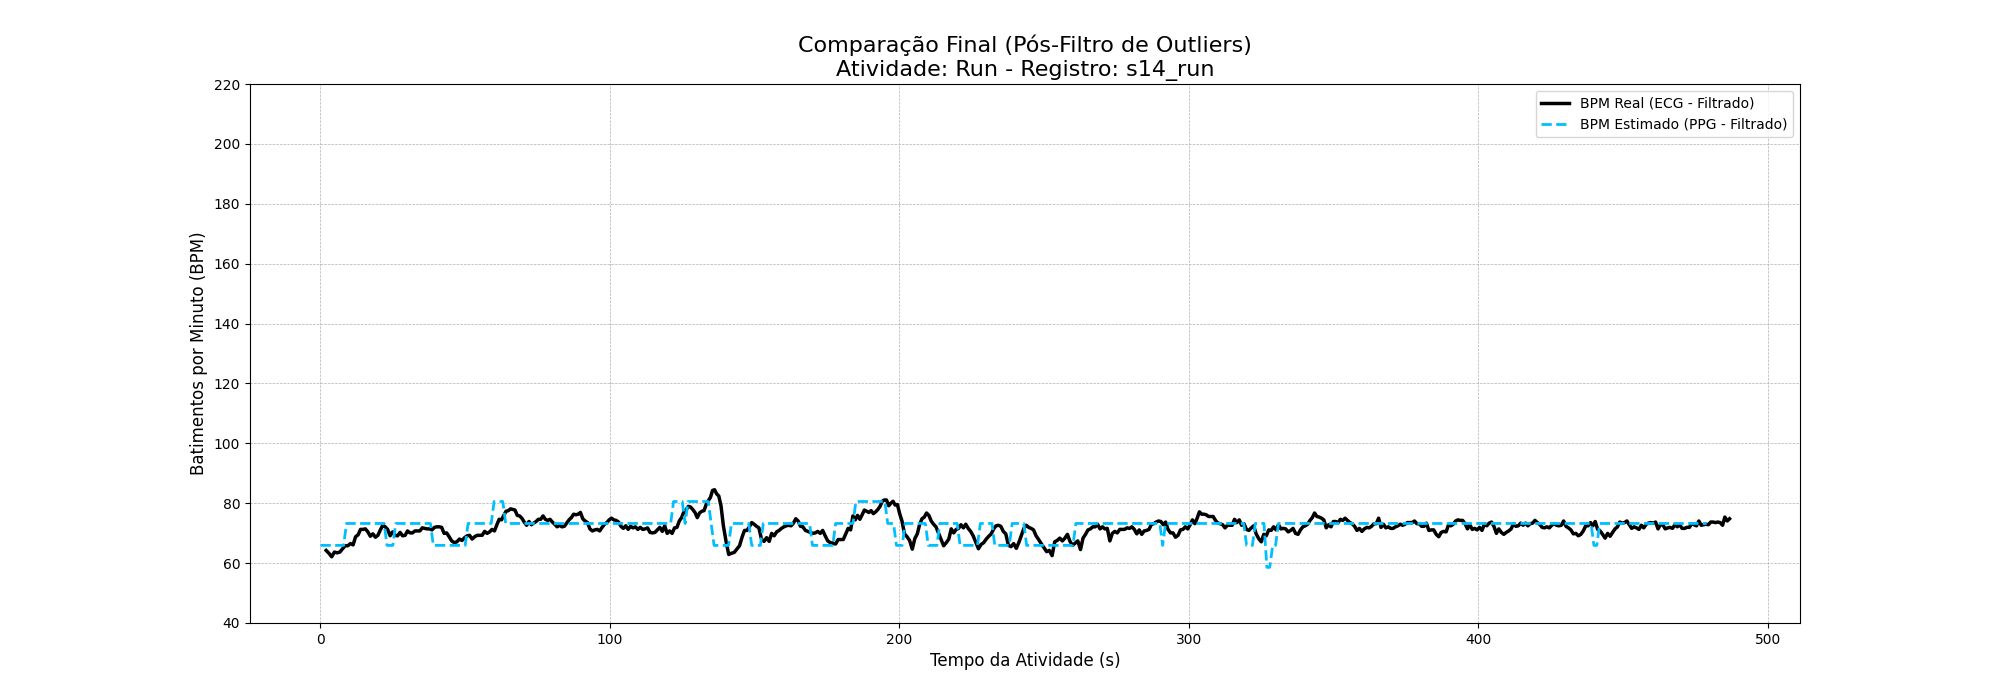 Comparação Final (Pós-Filtro de Outliers)
Atividade: Run - Registro: s14_run
BPM Real (ECG - Filtrado)
BPM Estimado (PPG - Filtrado)
Batimentos por Minuto (BPM)
220
200
180
160
140
120
100
80
60
40
0 100 200 300 400 500
Tempo da Atividade (s)